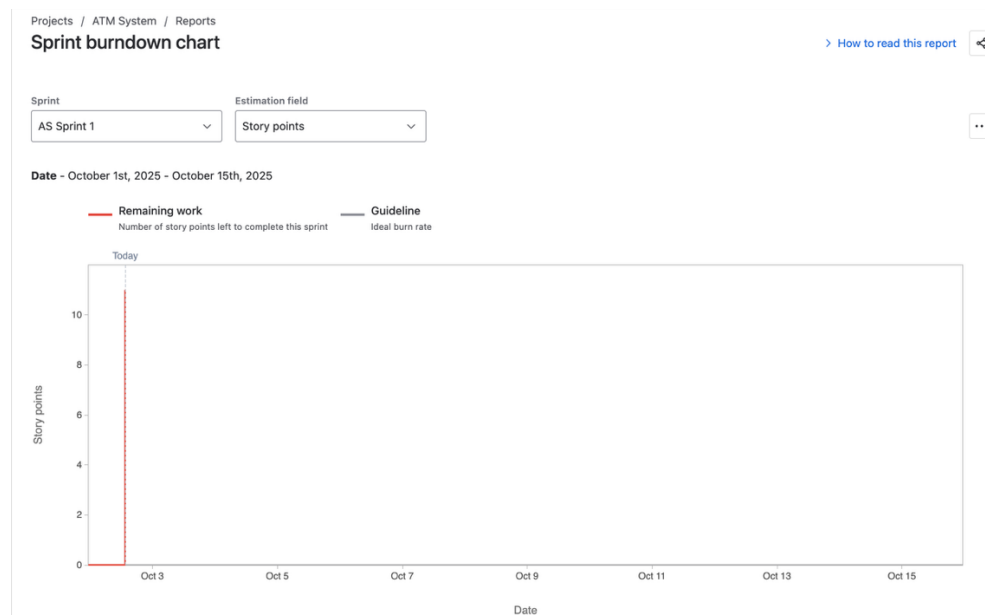 Projects / ATM System / Reports
Sprint burndown chart
How to read this report
Sprint
Estimation field
AS Sprint 1
Story points
Date - October 1st, 2025 - October 15th, 2025
Remaining work
Number of story points left to complete this sprint
Guideline
Ideal burn rate
Today
10
8
6
4
2
0
Story points
Oct 3
Oct 5
Oct 7
Oct 9
Oct 11
Oct 13
Oct 15
Date